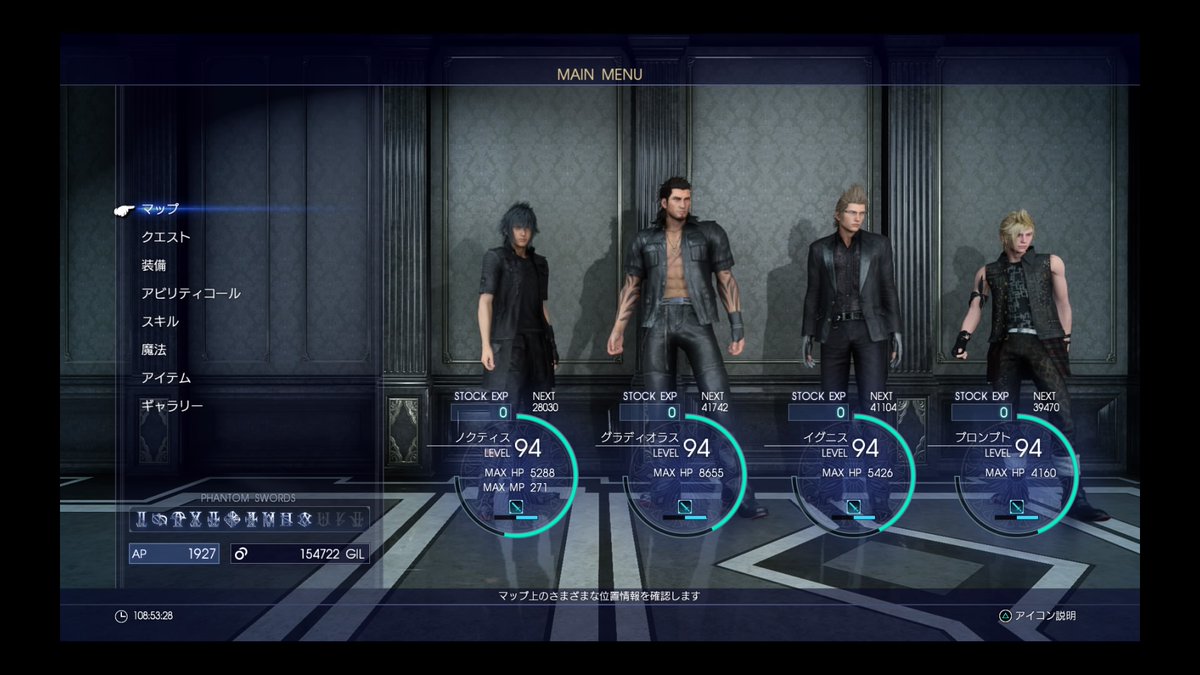 MAIN MENU
マップ
クエスト
装備
アビリティコール
スキル
魔法
アイテム
ギャラリー
STOCK EXP NEXT
0 28030
ノクティス
LEVEL 94
MAX HP 5288
MAX MP 271
STOCK EXP NEXT
0 41742
グラディオラス
LEVEL 94
MAX HP 8655
STOCK EXP NEXT
0 41104
イグニス
LEVEL 94
MAX HP 5426
STOCK EXP NEXT
0 39470
プロンプト
LEVEL 94
MAX HP 4160
PHANTOM SWORDS
AP 1927
154722 GIL
マップ上のさまざまな位置情報を確認します
108:53:28
アイコン説明